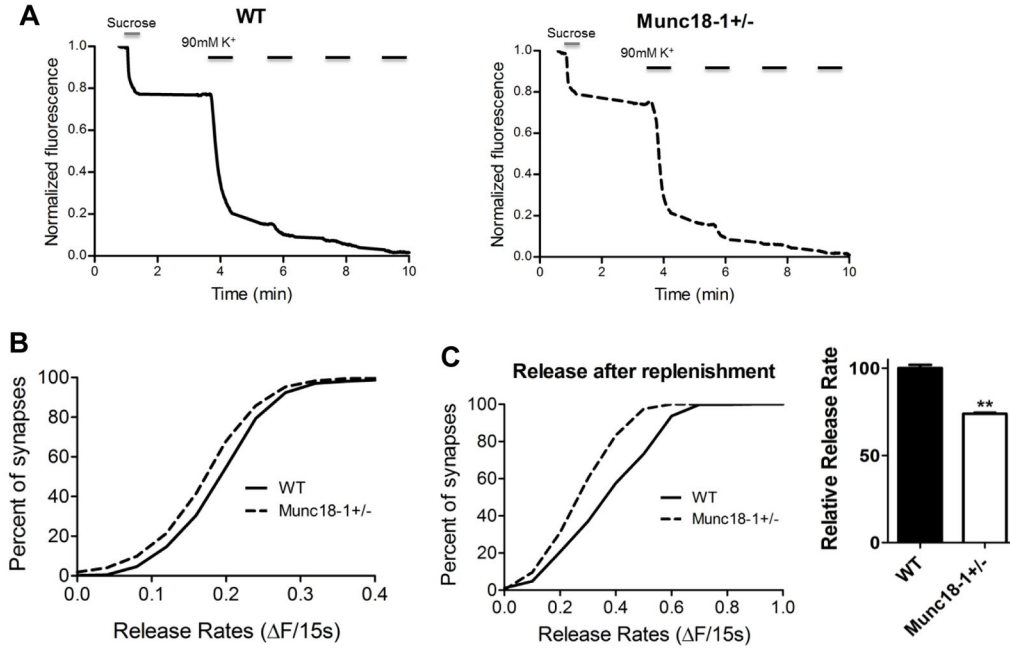 A
WT
Sucrose
90mM K⁺
Normalized fluorescence
1.0
0.8
0.6
0.4
0.2
0.0
0 2 4 6 8 10
Time (min)
Munc18-1+/-
Sucrose
90mM K⁺
Normalized fluorescence
1.0
0.8
0.6
0.4
0.2
0.0
0 2 4 6 8 10
Time (min)
B
Percent of synapses
100
80
60
40
20
0
WT
Munc18-1+/-
0.0 0.1 0.2 0.3 0.4
Release Rates (ΔF/15s)
C
Release after replenishment
Percent of synapses
100
80
60
40
20
0
WT
Munc18-1+/-
0.0 0.2 0.4 0.6 0.8 1.0
Release Rates (ΔF/15s)
Relative Release Rate
100
50
0
**
WT
Munc18-1+/-